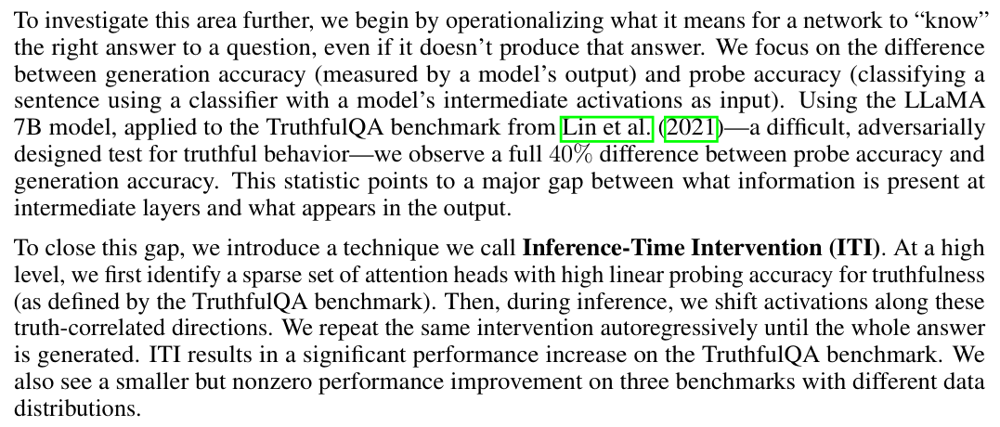 To investigate this area further, we begin by operationalizing what it means for a network to “know”
the right answer to a question, even if it doesn’t produce that answer. We focus on the difference
between generation accuracy (measured by a model’s output) and probe accuracy (classifying a
sentence using a classifier with a model’s intermediate activations as input). Using the LLaMA
7B model, applied to the TruthfulQA benchmark from Lin et al. (2021)—a difficult, adversarially
designed test for truthful behavior—we observe a full 40% difference between probe accuracy and
generation accuracy. This statistic points to a major gap between what information is present at
intermediate layers and what appears in the output.
To close this gap, we introduce a technique we call Inference-Time Intervention (ITI). At a high
level, we first identify a sparse set of attention heads with high linear probing accuracy for truthfulness
(as defined by the TruthfulQA benchmark). Then, during inference, we shift activations along these
truth-correlated directions. We repeat the same intervention autoregressively until the whole answer
is generated. ITI results in a significant performance increase on the TruthfulQA benchmark. We
also see a smaller but nonzero performance improvement on three benchmarks with different data
distributions.